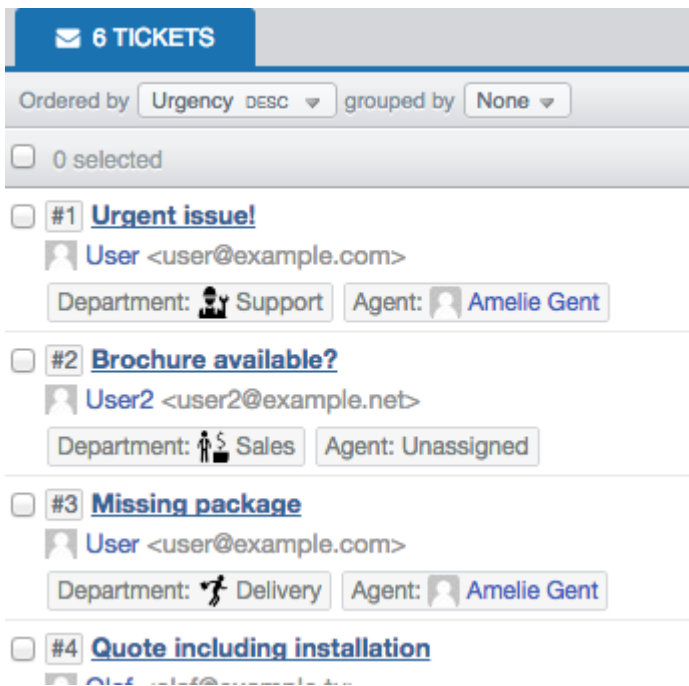 6 TICKETS
Ordered by Urgency DESC grouped by None
0 selected
#1 Urgent issue!
User <user@example.com>
Department: Support Agent: Amelie Gent
#2 Brochure available?
User2 <user2@example.net>
Department: Sales Agent: Unassigned
#3 Missing package
User <user@example.com>
Department: Delivery Agent: Amelie Gent
#4 Quote including installation